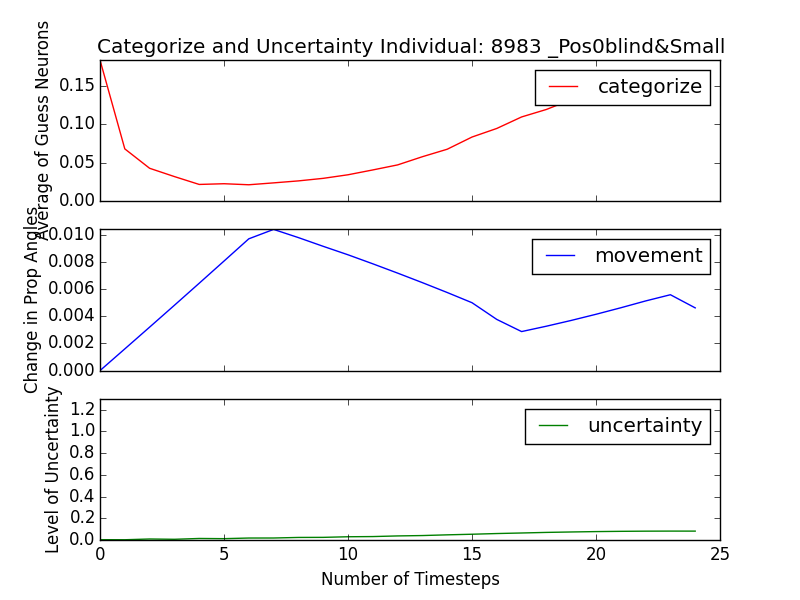 Categorize and Uncertainty Individual: 8983 _Pos0blind&Small
Average of Guess Neurons
0.15
0.10
0.05
0.00
categorize
Change in Prop Angles
0.010
0.008
0.006
0.004
0.002
0.000
movement
Level of Uncertainty
1.2
1.0
0.8
0.6
0.4
0.2
0.0
uncertainty
0 5 10 15 20 25
Number of Timesteps